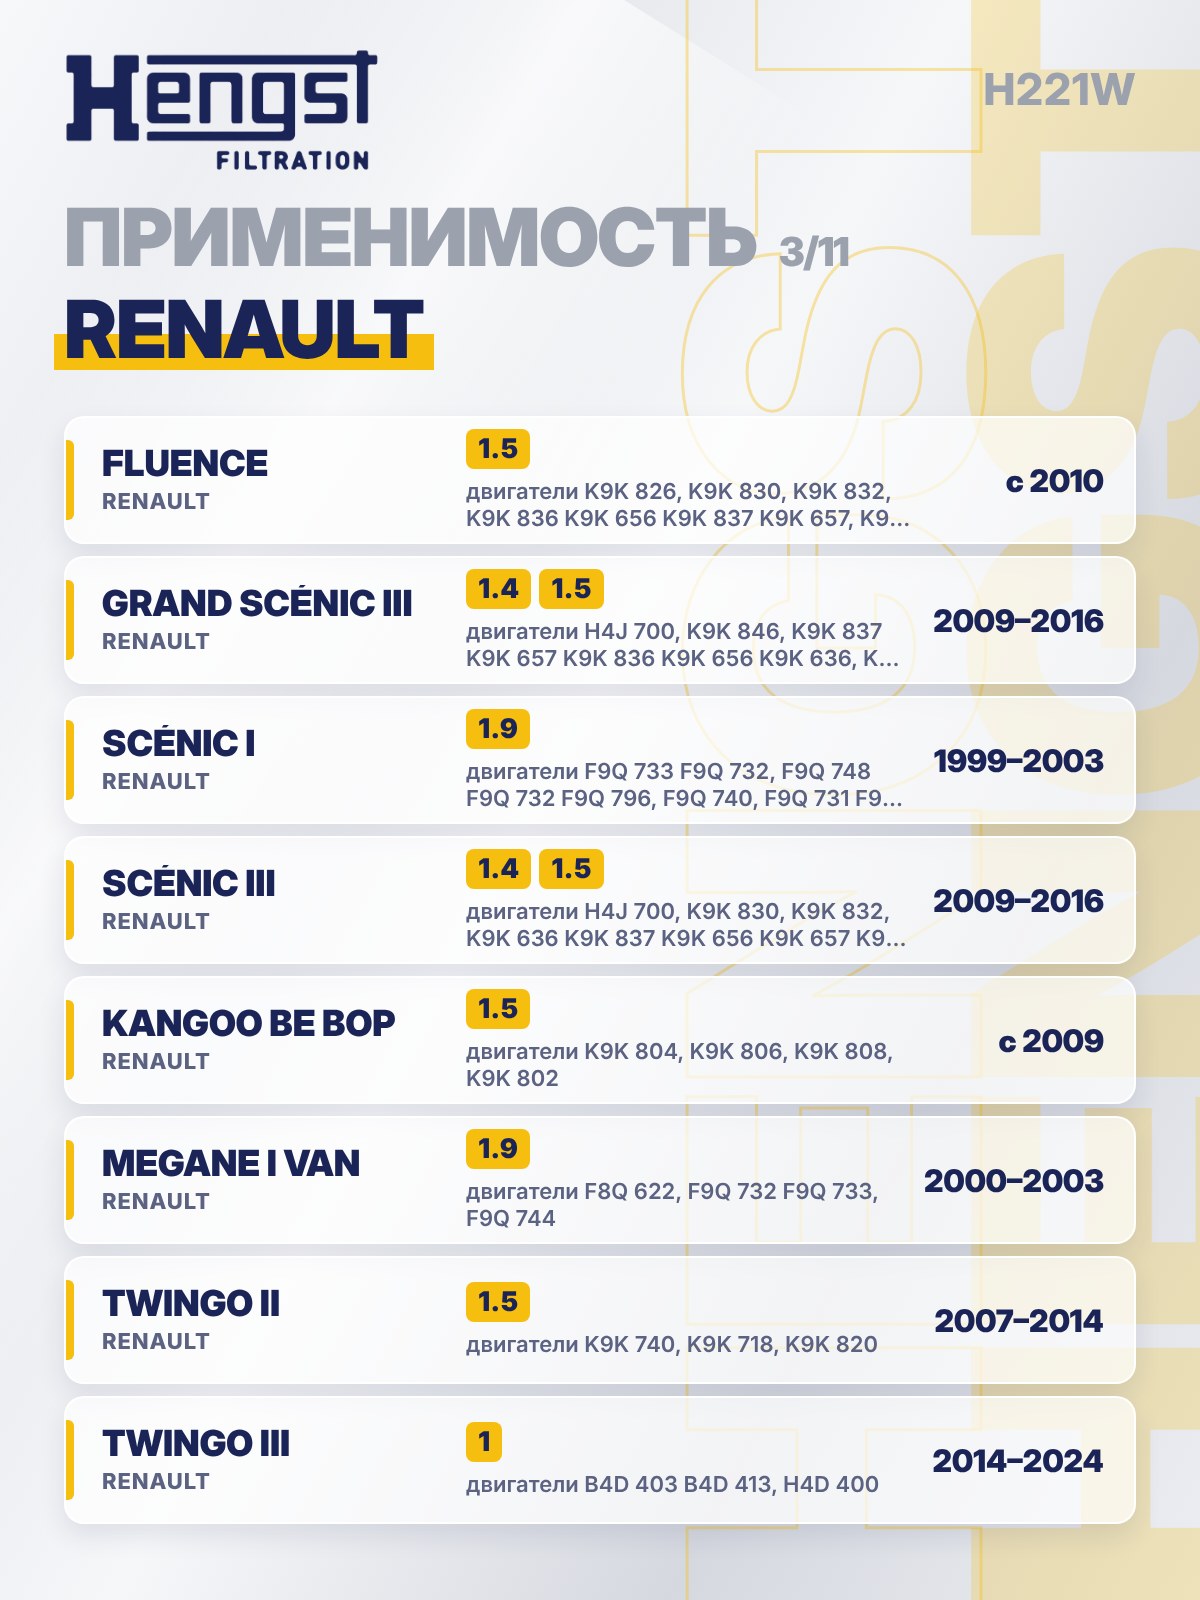 Hengst
FILTRATION
H221W
ПРИМЕНИМОСТЬ 3/11
RENAULT
FLUENCE
RENAULT
1.5
двигатели K9K 826, K9K 830, K9K 832,
K9K 836 K9K 656 K9K 837 K9K 657, K9...
с 2010
GRAND SCÉNIC III
RENAULT
1.4 1.5
двигатели H4J 700, K9K 846, K9K 837
K9K 657 K9K 836 K9K 656 K9K 636, K...
2009–2016
SCÉNIC I
RENAULT
1.9
двигатели F9Q 733 F9Q 732, F9Q 748
F9Q 732 F9Q 796, F9Q 740, F9Q 731 F9...
1999–2003
SCÉNIC III
RENAULT
1.4 1.5
двигатели H4J 700, K9K 830, K9K 832,
K9K 636 K9K 837 K9K 656 K9K 657 K9...
2009–2016
KANGOO BE BOP
RENAULT
1.5
двигатели K9K 804, K9K 806, K9K 808,
K9K 802
с 2009
MEGANE I VAN
RENAULT
1.9
двигатели F8Q 622, F9Q 732 F9Q 733,
F9Q 744
2000–2003
TWINGO II
RENAULT
1.5
двигатели K9K 740, K9K 718, K9K 820
2007–2014
TWINGO III
RENAULT
1
двигатели B4D 403 B4D 413, H4D 400
2014–2024